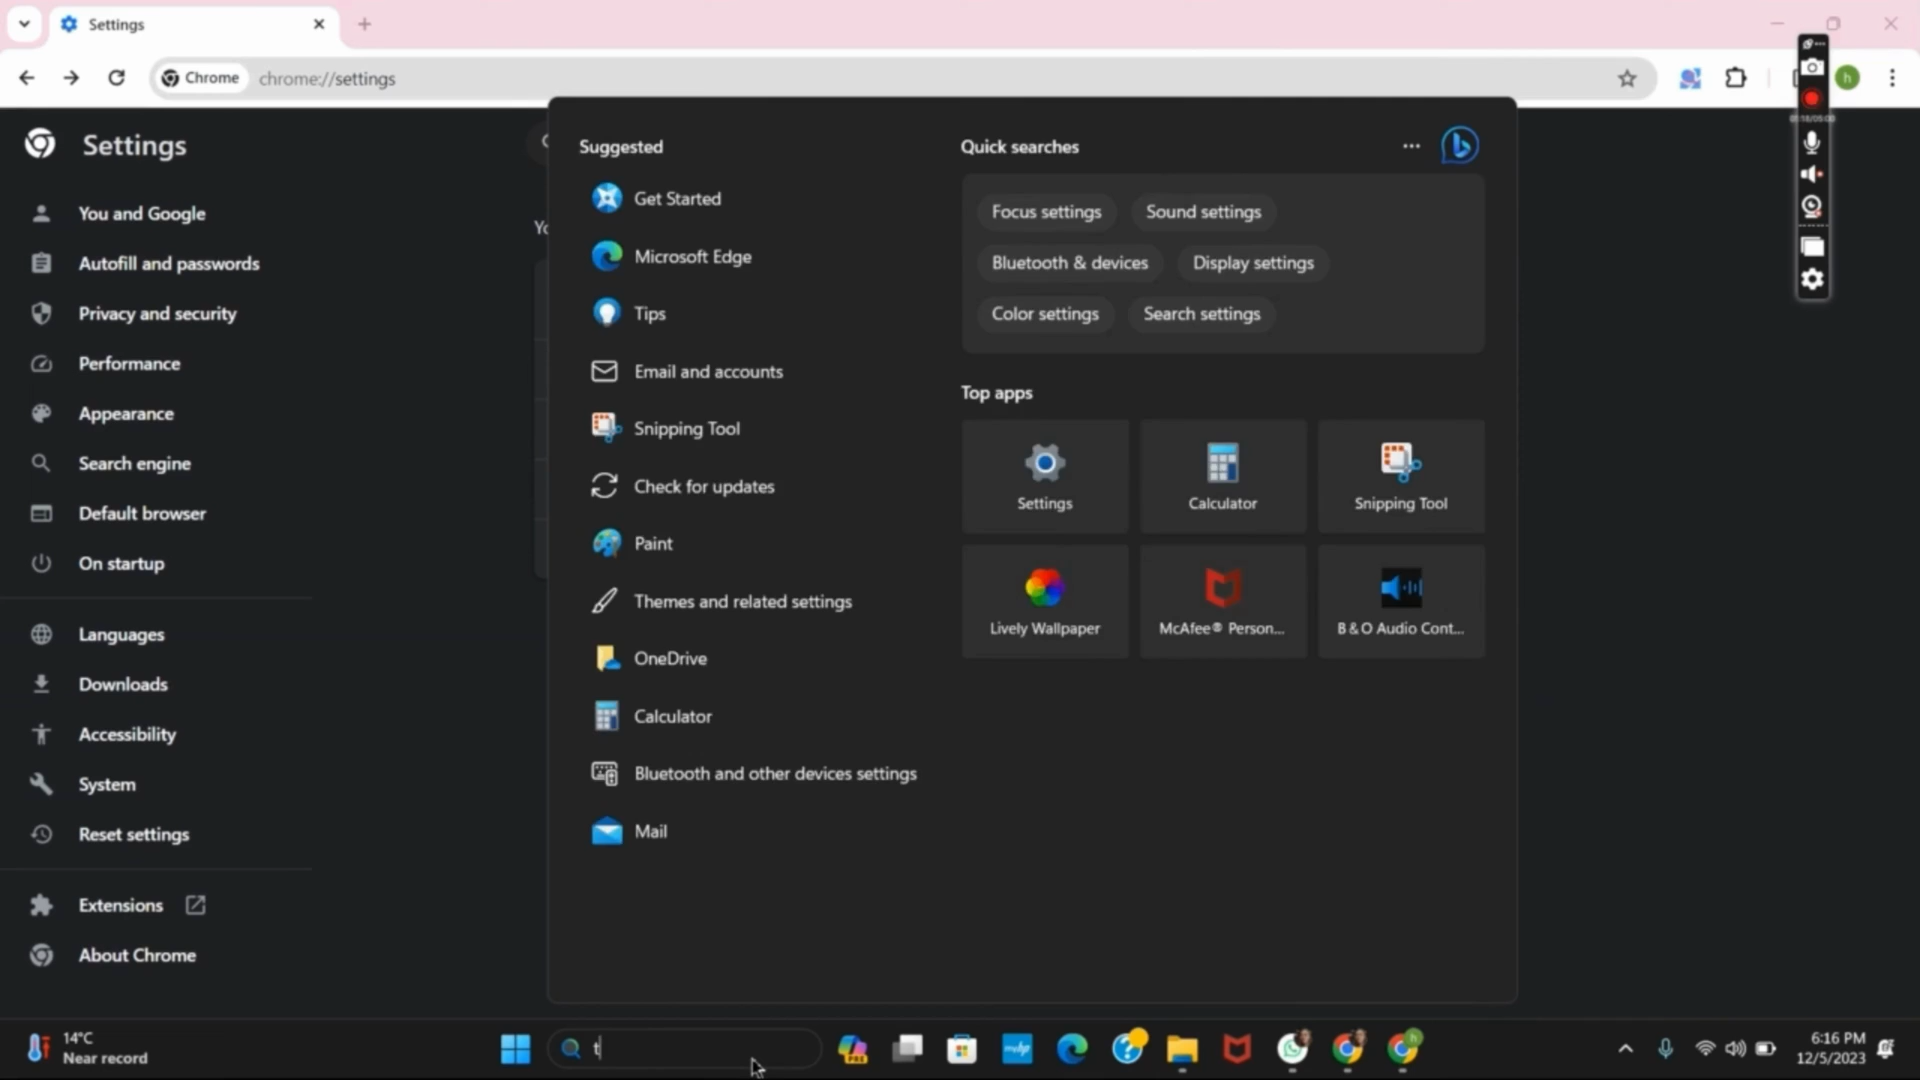 Settings
Chrome
chrome://settings
Settings
You and Google
Autofill and passwords
Privacy and security
Performance
Appearance
Search engine
Default browser
On startup
Languages
Downloads
Accessibility
System
Reset settings
Extensions
About Chrome
Yo
Suggested
Get Started
Microsoft Edge
Tips
Email and accounts
Snipping Tool
Check for updates
Paint
Themes and related settings
OneDrive
Calculator
Bluetooth and other devices settings
Mail
Quick searches
Focus settings Sound settings
Bluetooth & devices Display settings
Color settings Search settings
Top apps
Settings Calculator Snipping Tool
Lively Wallpaper McAfee® Person... B&O Audio Cont...
h
14°C
Near record
t
PRE
myhp
h
6:16 PM
12/5/2023